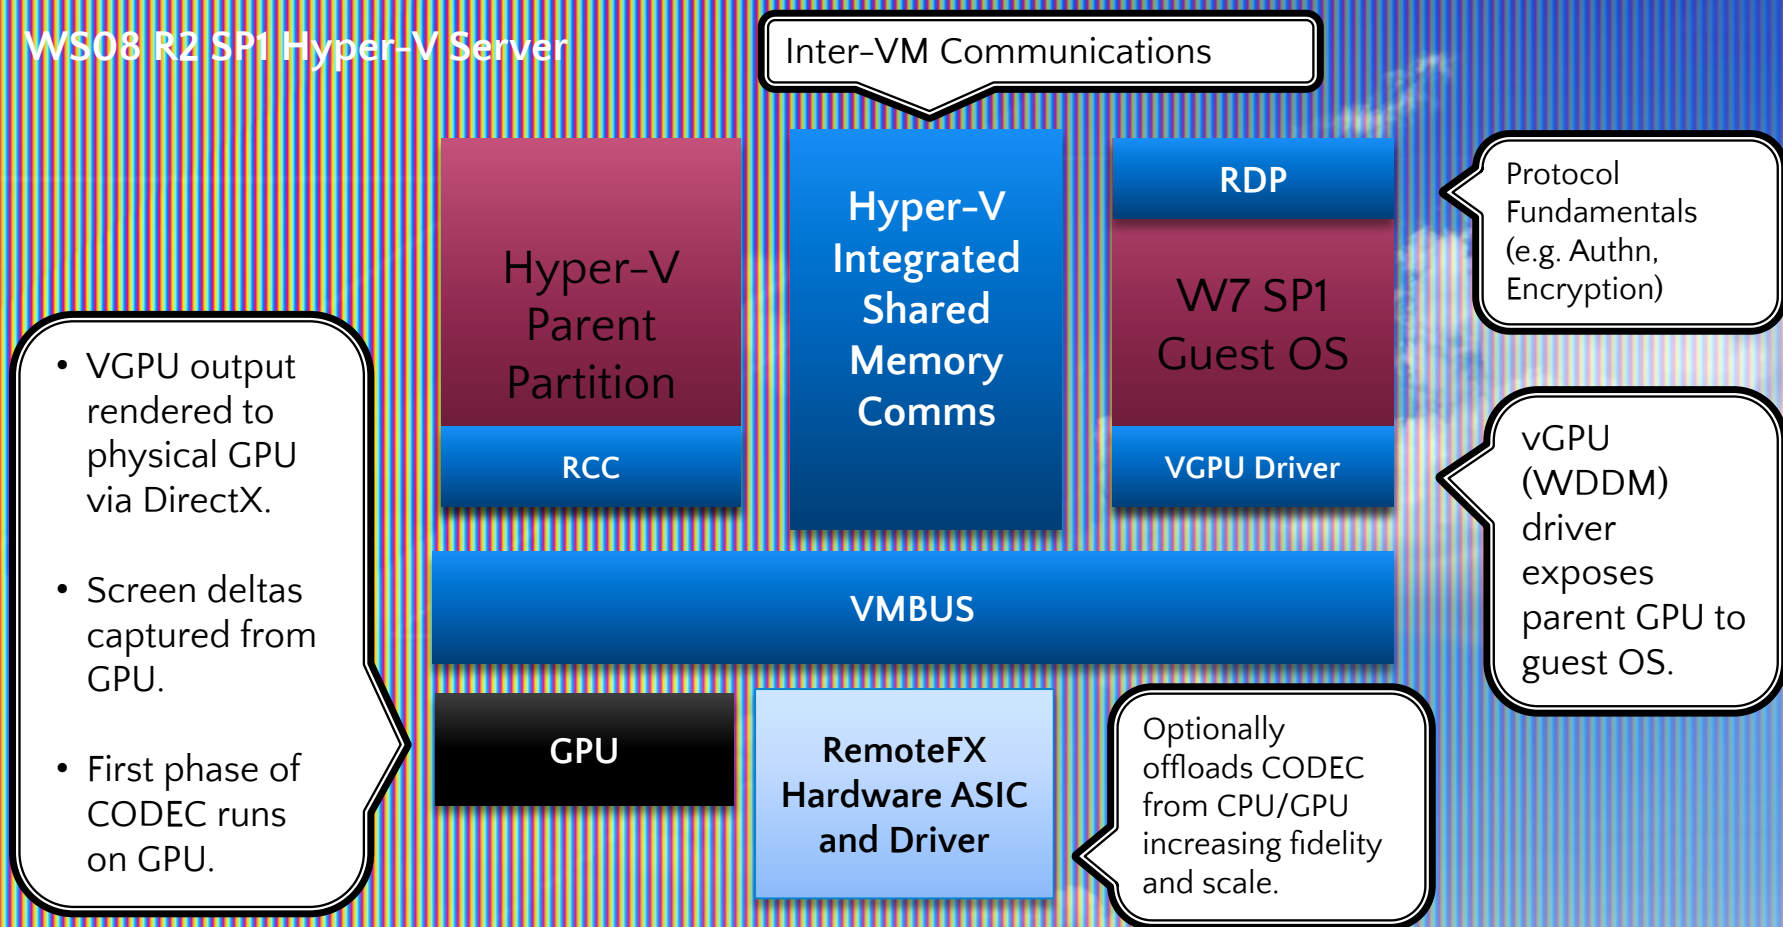 WS08 R2 SP1 Hyper-V Server
Inter-VM Communications
Hyper-V
Parent
Partition
RCC
Hyper-V
Integrated
Shared
Memory
Comms
RDP
W7 SP1
Guest OS
VGPU Driver
Protocol
Fundamentals
(e.g. Authn,
Encryption)
• VGPU output
rendered to
physical GPU
via DirectX.
• Screen deltas
captured from
GPU.
• First phase of
CODEC runs
on GPU.
vGPU
(WDDM)
driver
exposes
parent GPU to
guest OS.
VMBUS
GPU
RemoteFX
Hardware ASIC
and Driver
Optionally
offloads CODEC
from CPU/GPU
increasing fidelity
and scale.